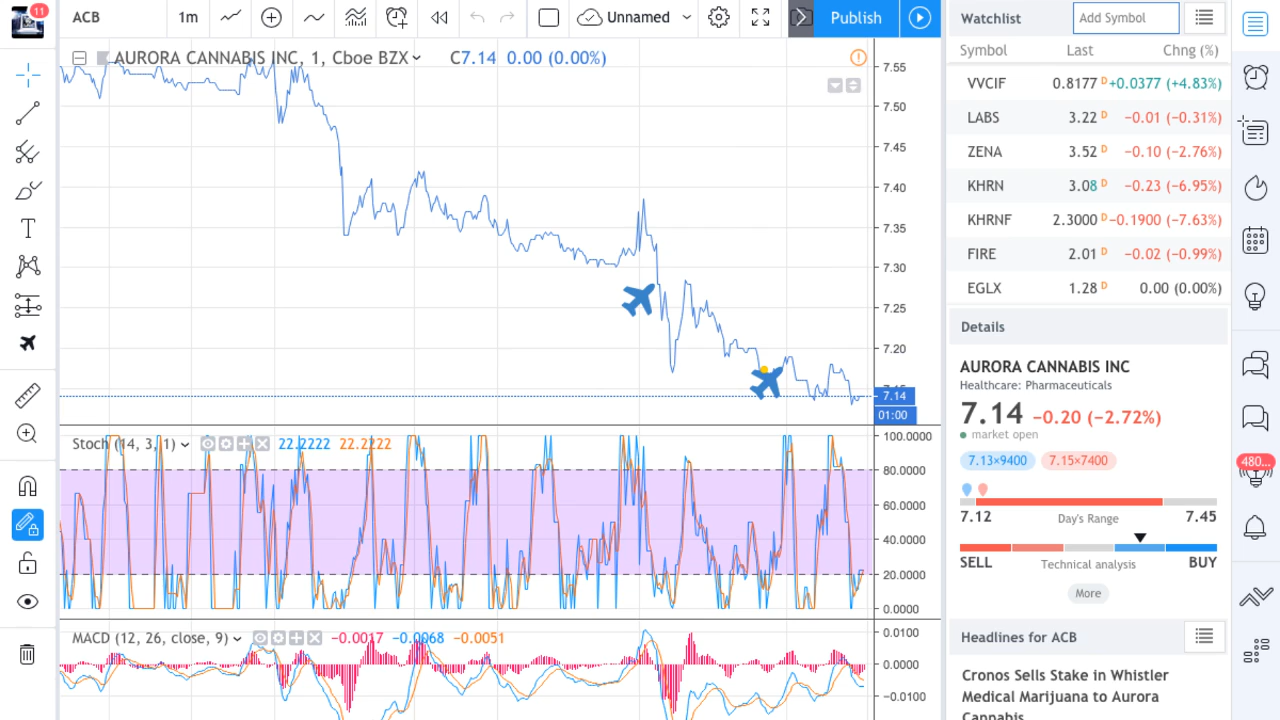 11
ACB
1m
Unnamed
Publish
AURORA CANNABIS INC, 1, Cboe BZX
C7.14 0.00 (0.00%)
7.55
7.50
7.45
7.40
7.35
7.30
7.25
7.20
7.14
01:00
Stoch (14, 3, 1) 22.2222 22.2222
100.0000
80.0000
60.0000
40.0000
20.0000
0.0000
MACD (12, 26, close, 9) −0.0017 −0.0068 −0.0051
0.0100
0.0000
−0.0100
Watchlist
Add Symbol
Symbol Last Chng (%)
VVCIF 0.8177 D +0.0377 (+4.83%)
LABS 3.22 D −0.01 (−0.31%)
ZENA 3.52 D −0.10 (−2.76%)
KHRN 3.08 D −0.23 (−6.95%)
KHRNF 2.3000 D −0.1900 (−7.63%)
FIRE 2.01 D −0.02 (−0.99%)
EGLX 1.28 D 0.00 (0.00%)
Details
AURORA CANNABIS INC
Healthcare: Pharmaceuticals
7.14 −0.20 (−2.72%)
market open
7.13×9400 7.15×7400
7.12 Day's Range 7.45
SELL Technical analysis BUY
More
Headlines for ACB
Cronos Sells Stake in Whistler
Medical Marijuana to Aurora
Cannabis
480...